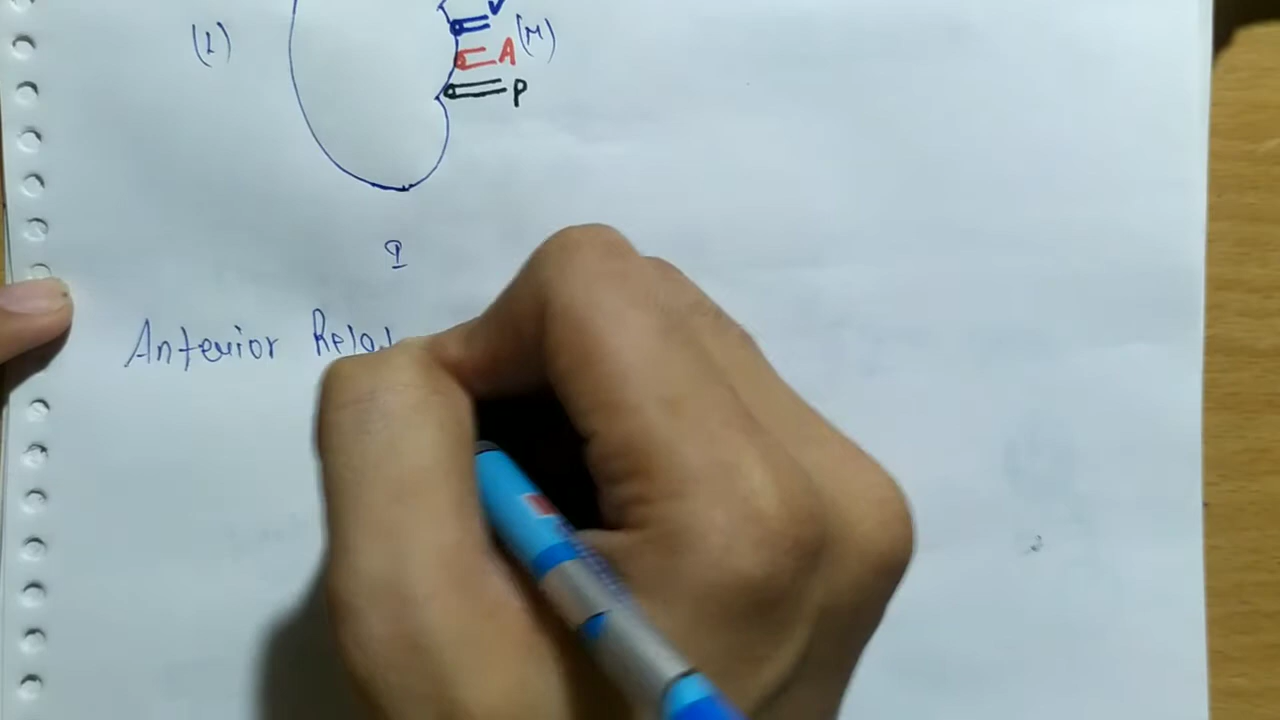 V
(L)
A (M)
P
I
Anterior Relat